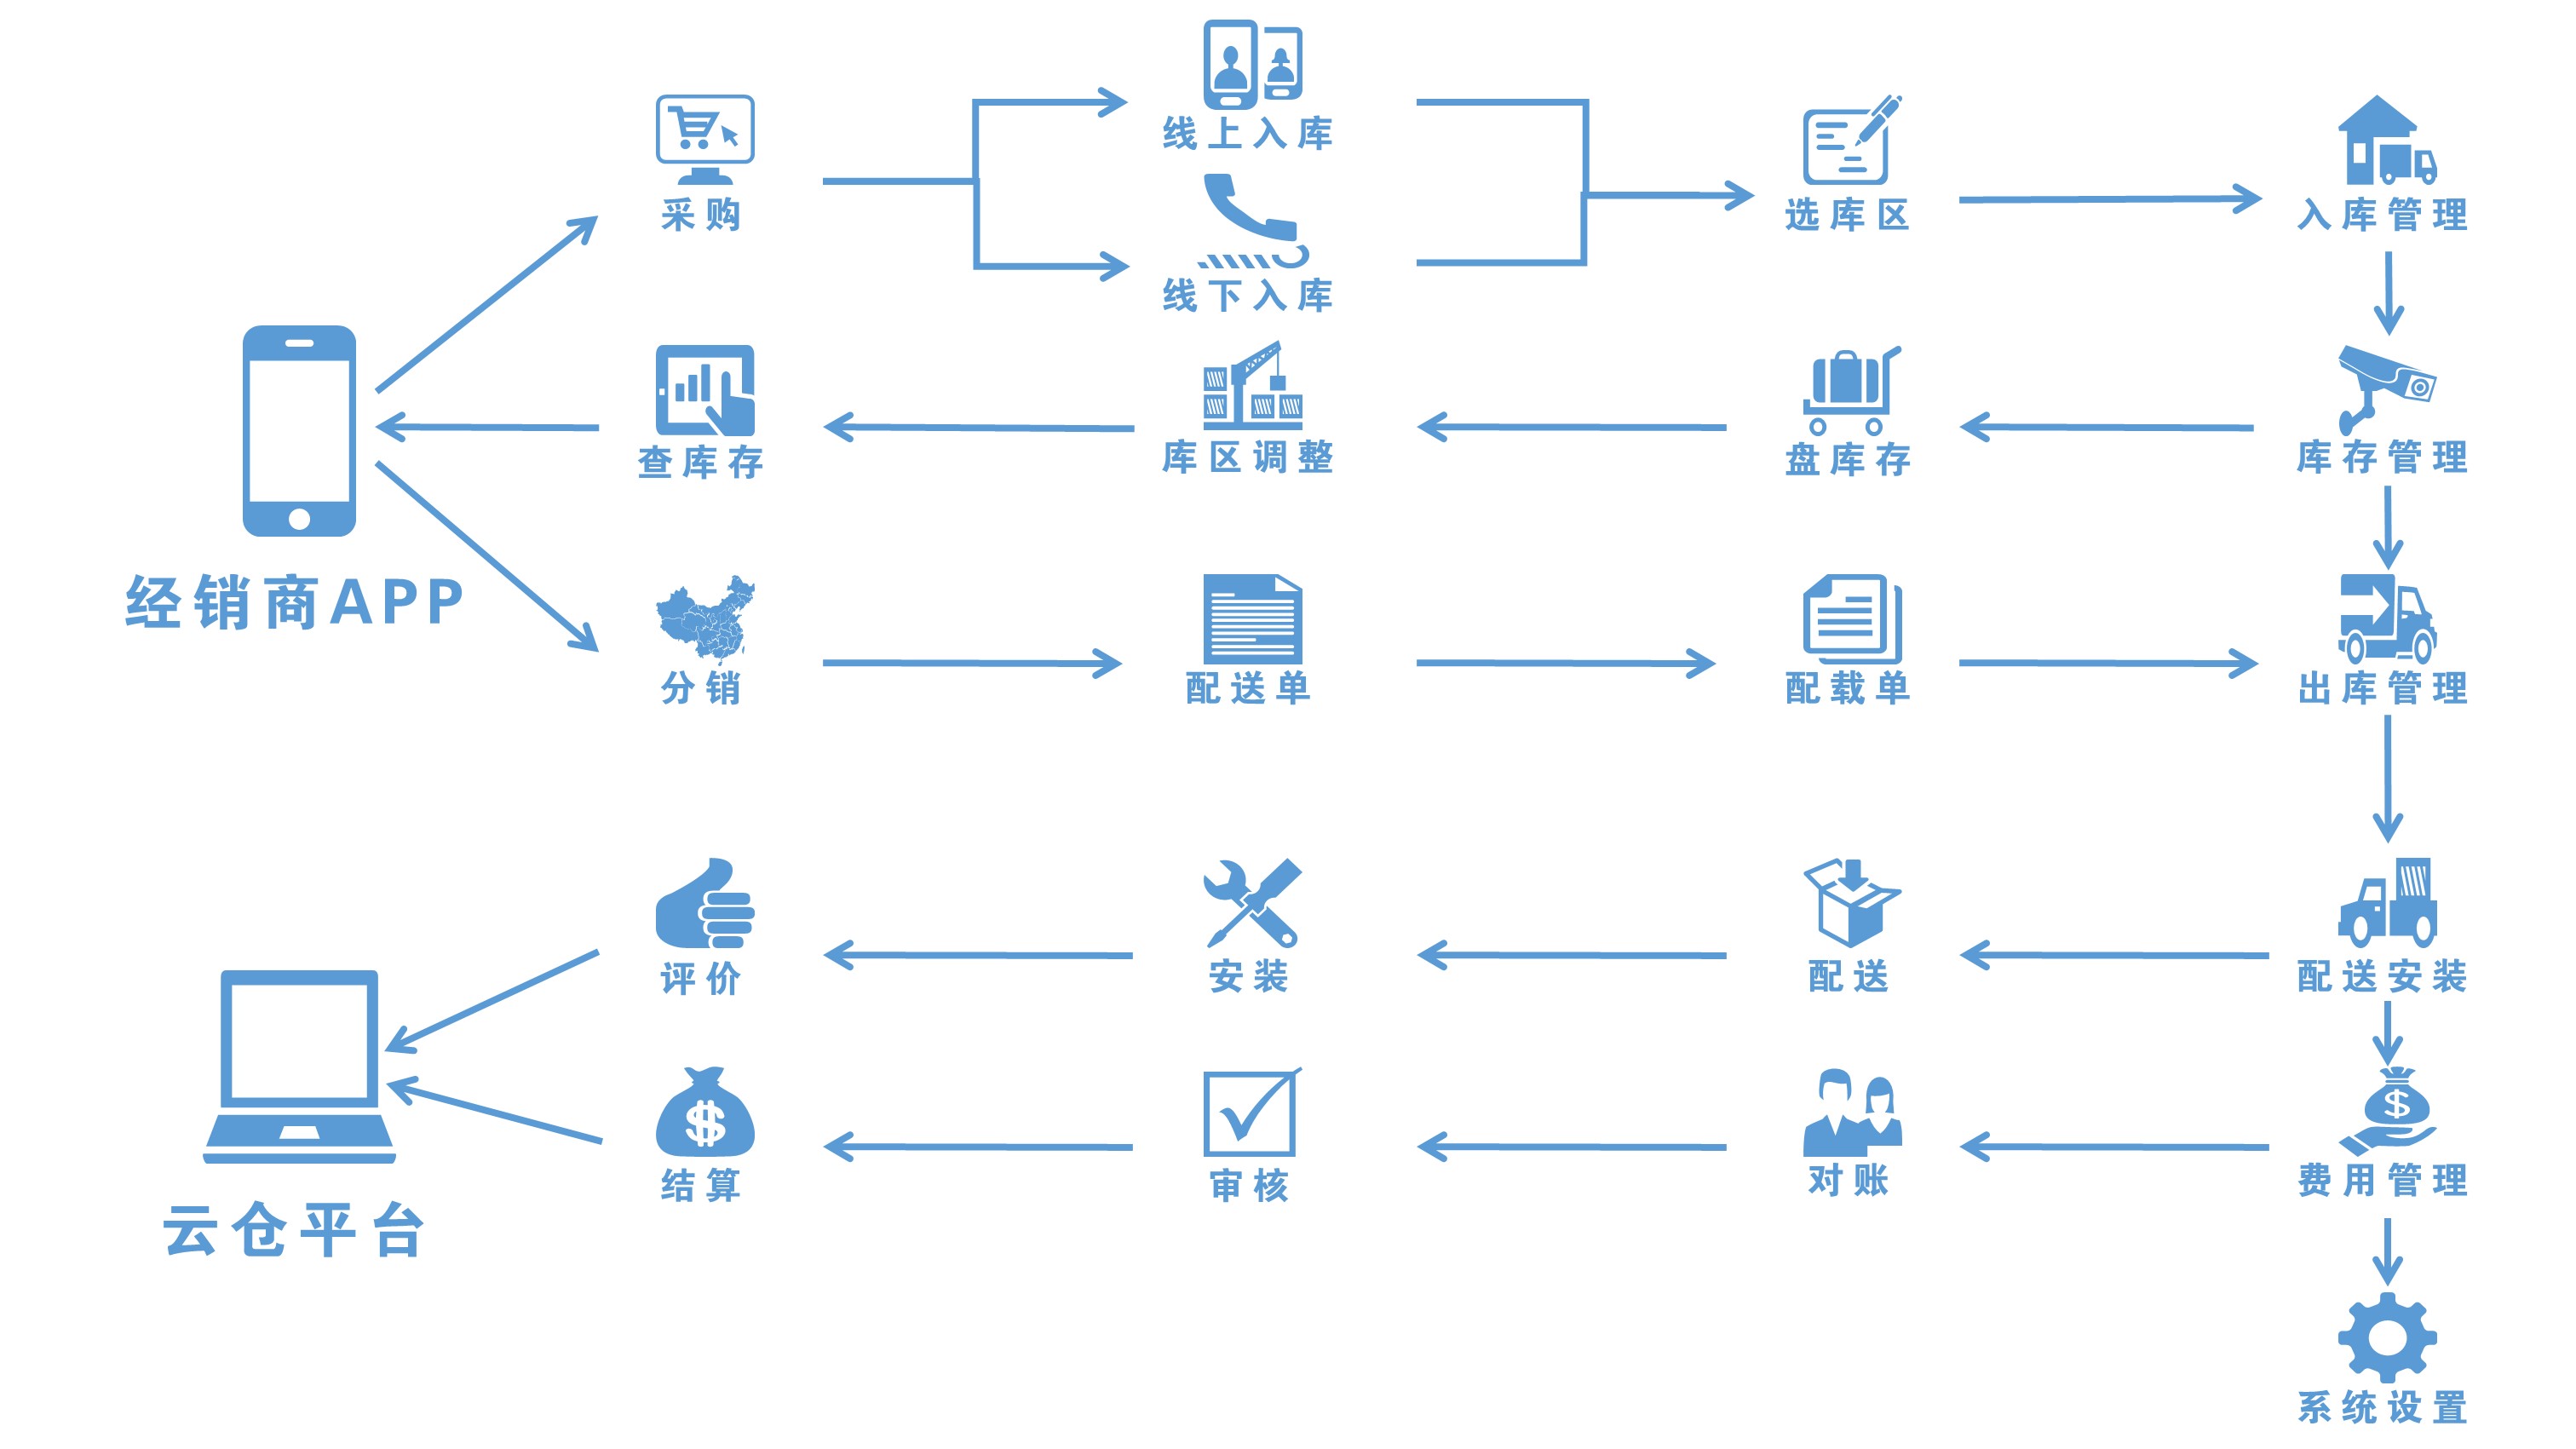 线上入库
采购
选库区
入库管理
线下入库
查库存
库区调整
盘库存
库存管理
经销商APP
分销
配送单
配载单
出库管理
评价
安装
配送
配送安装
云仓平台
结算
审核
对账
费用管理
系统设置